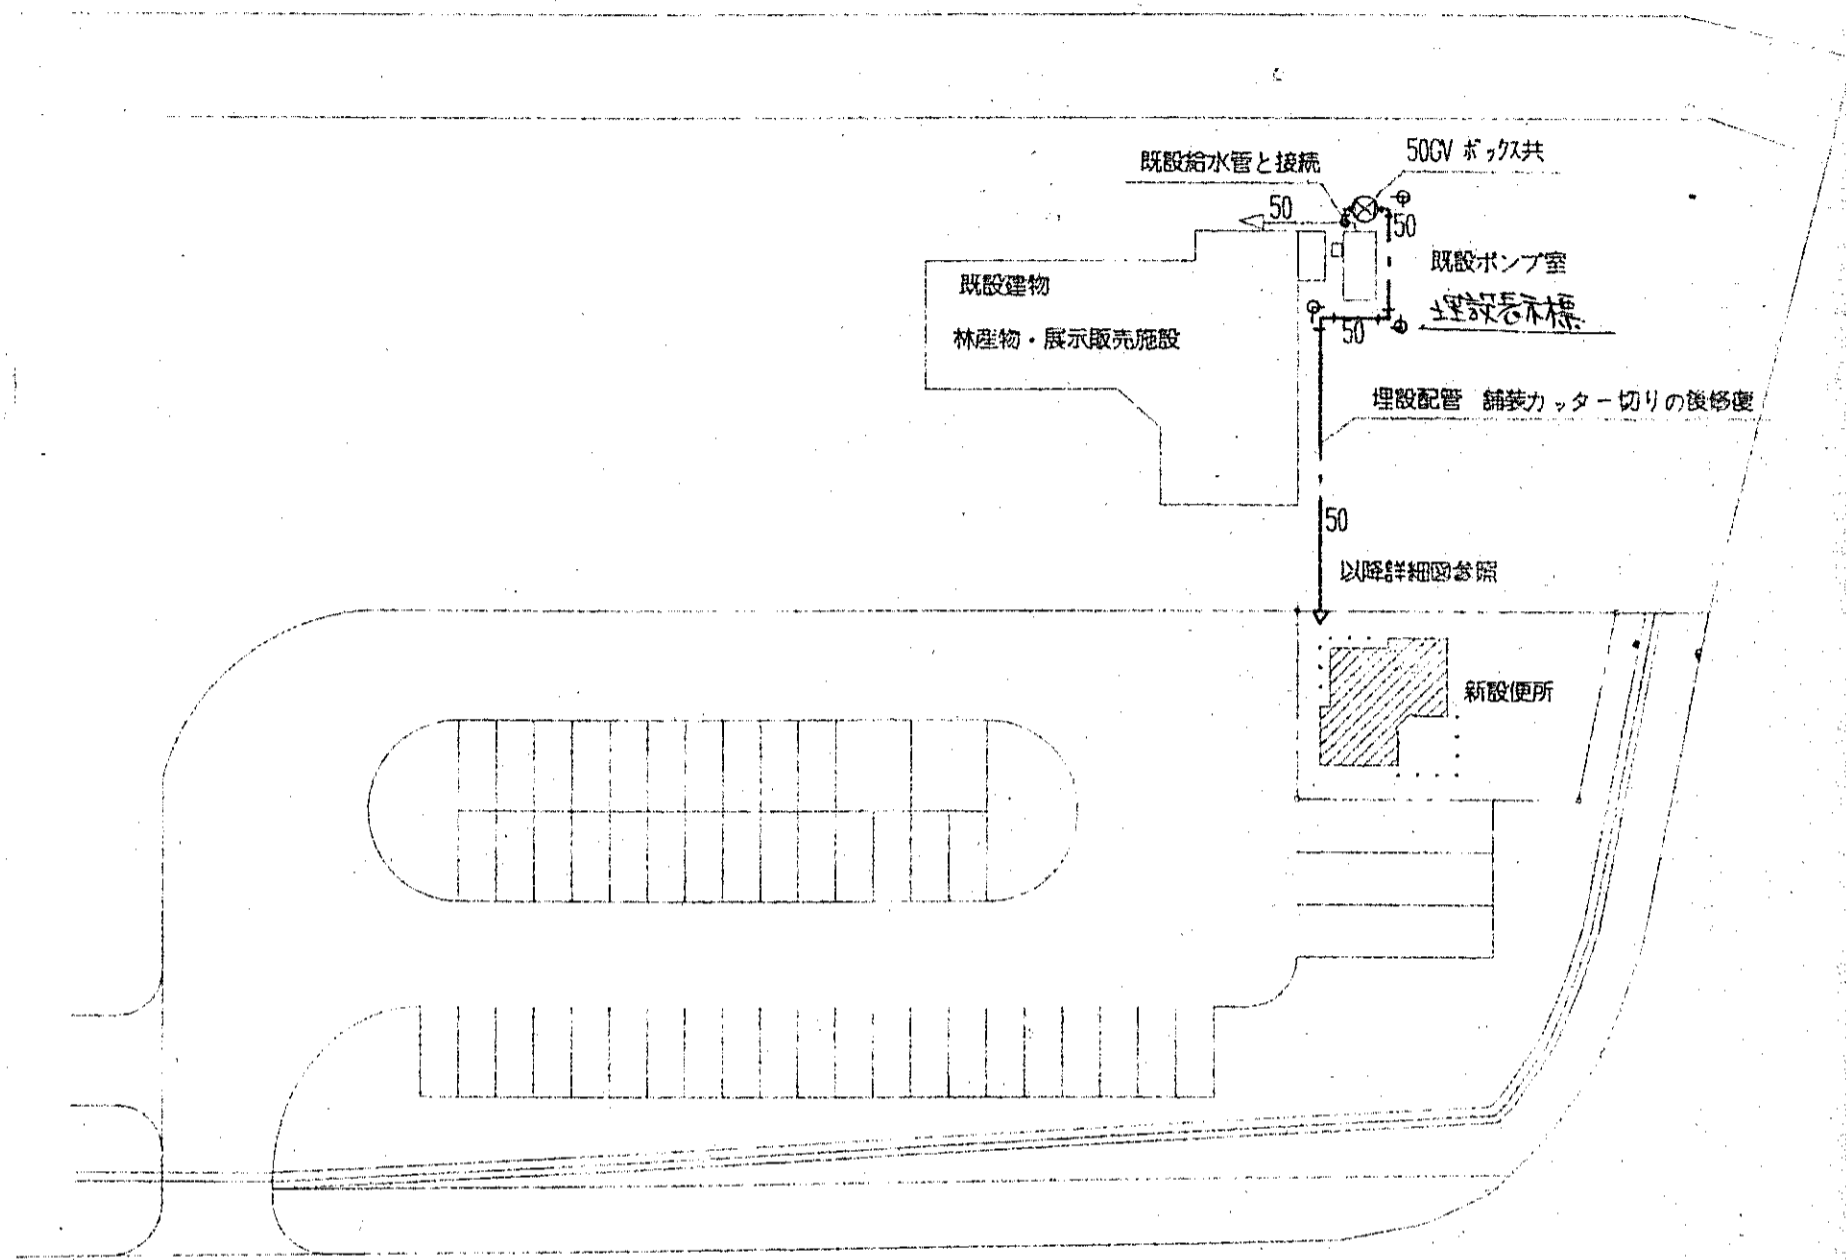 既設給水管と接続
50GV ボックス共
50
50
既設ポンプ室
既設建物
埋設表示標
林産物・展示販売施設
50
埋設配管 舗装カッター切りの後修復
50
以降詳細図参照
新設便所